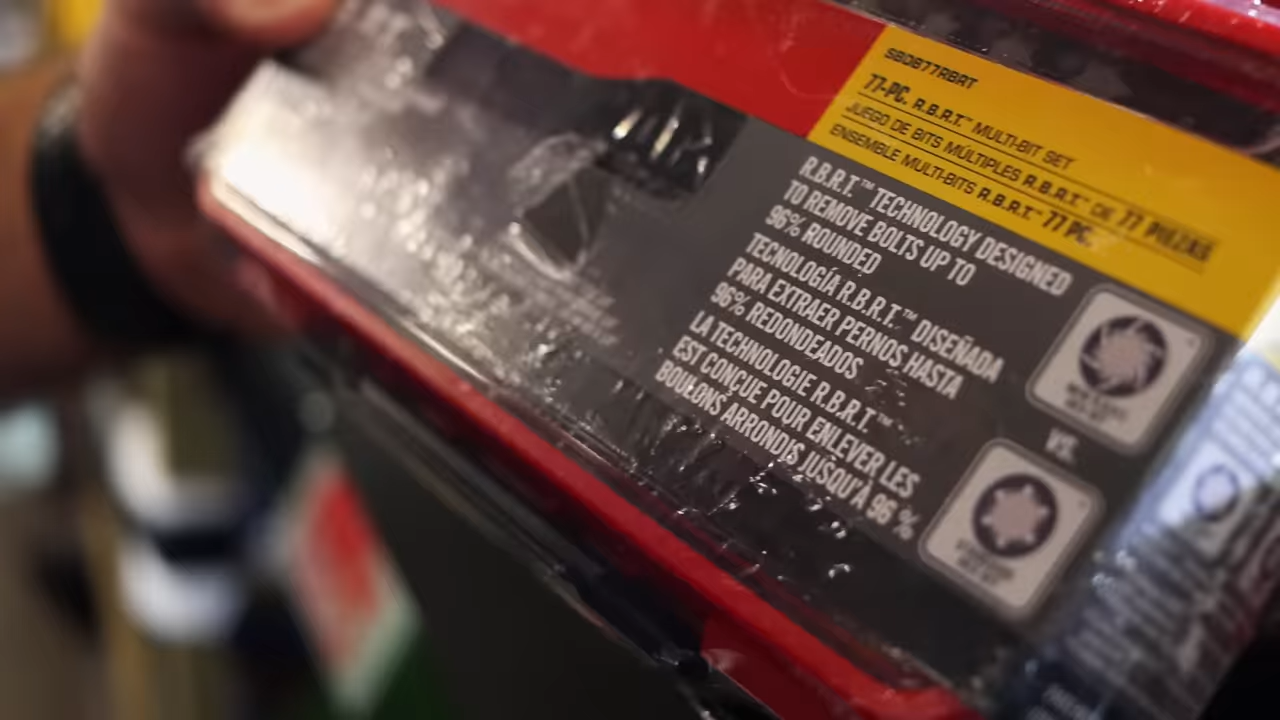 SBDB77RBRT
77-PC. R.B.R.T.™ MULTI-BIT SET
JUEGO DE BITS MÚLTIPLES R.B.R.T.™ DE 77 PIEZAS
ENSEMBLE MULTI-BITS R.B.R.T.™ 77 PC.
R.B.R.T.™ TECHNOLOGY DESIGNED
TO REMOVE BOLTS UP TO
96% ROUNDED
TECNOLOGÍA R.B.R.T.™ DISEÑADA
PARA EXTRAER PERNOS HASTA
96% REDONDEADOS
LA TECHNOLOGIE R.B.R.T.™
EST CONÇUE POUR ENLEVER LES
BOULONS ARRONDIS JUSQU'À 96 %
VS.